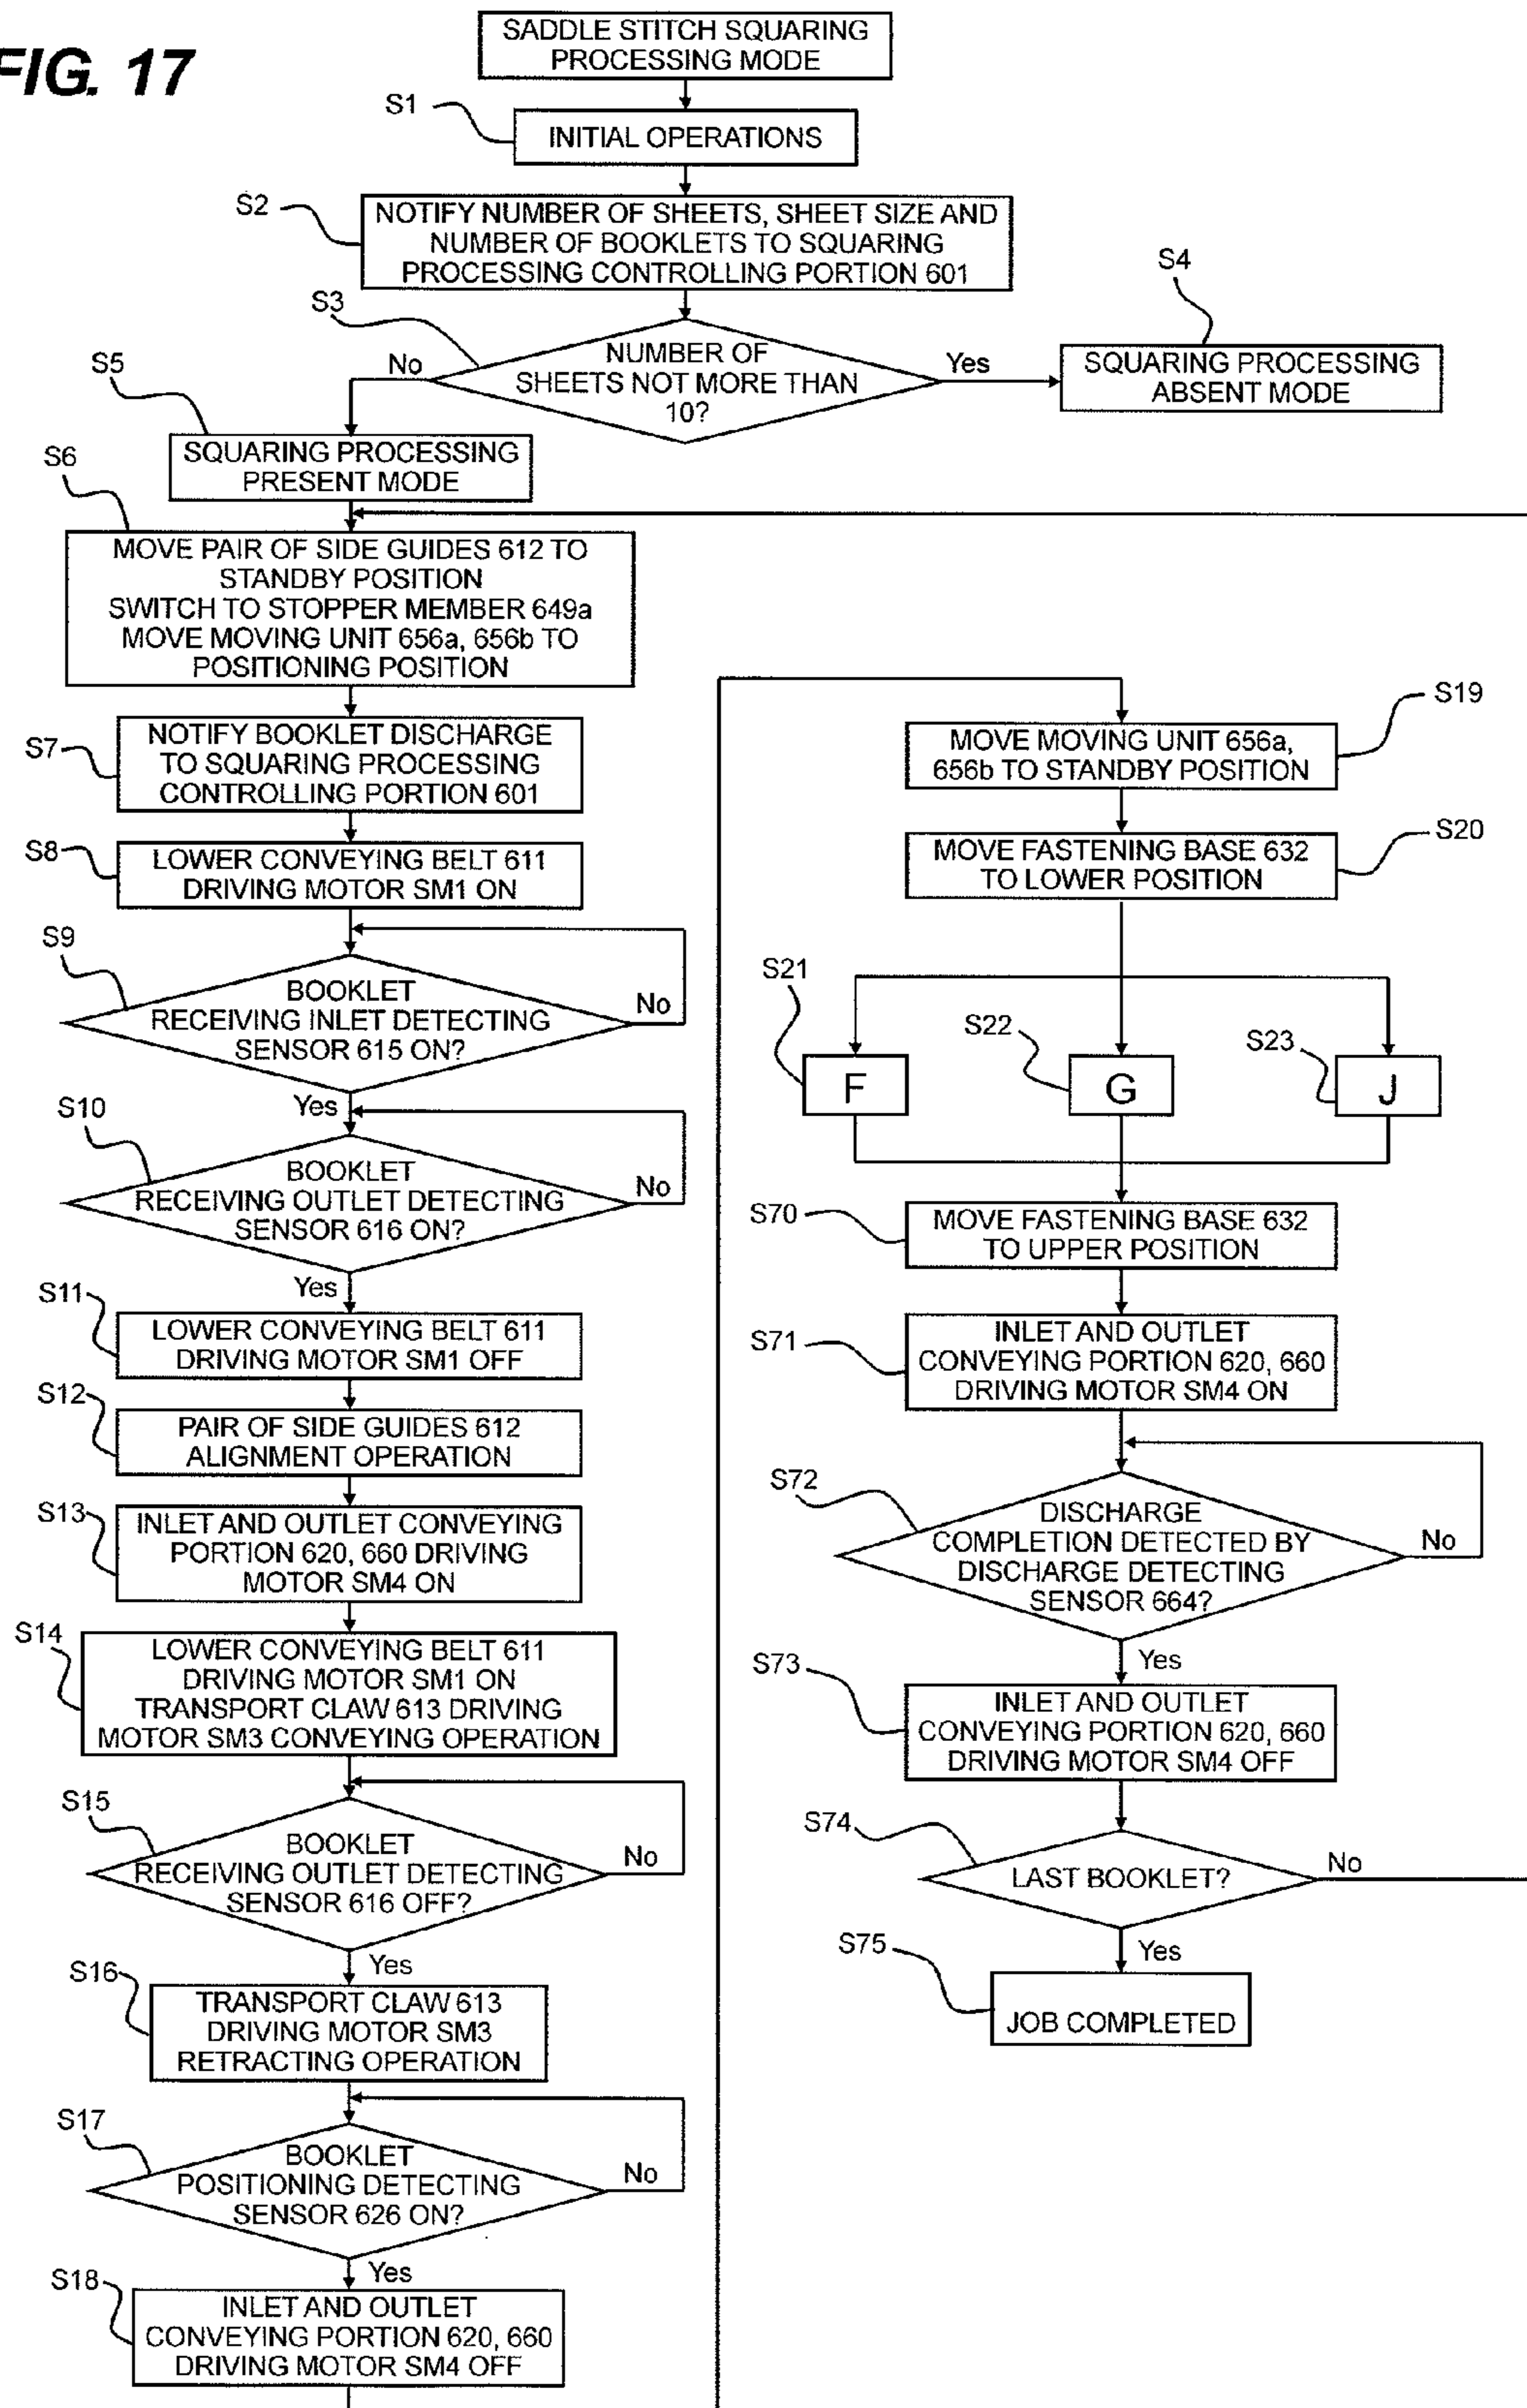 FIG. 17
SADDLE STITCH SQUARING
PROCESSING MODE
S1
INITIAL OPERATIONS
S2
NOTIFY NUMBER OF SHEETS, SHEET SIZE AND
NUMBER OF BOOKLETS TO SQUARING
PROCESSING CONTROLLING PORTION 601
S3
NUMBER OF
SHEETS NOT MORE THAN
10?
No
Yes
S4
SQUARING PROCESSING
ABSENT MODE
S5
SQUARING PROCESSING
PRESENT MODE
S6
MOVE PAIR OF SIDE GUIDES 612 TO
STANDBY POSITION
SWITCH TO STOPPER MEMBER 649a
MOVE MOVING UNIT 656a, 656b TO
POSITIONING POSITION
S7
NOTIFY BOOKLET DISCHARGE
TO SQUARING PROCESSING
CONTROLLING PORTION 601
S8
LOWER CONVEYING BELT 611
DRIVING MOTOR SM1 ON
S9
BOOKLET
RECEIVING INLET DETECTING
SENSOR 615 ON?
No
Yes
S10
BOOKLET
RECEIVING OUTLET DETECTING
SENSOR 616 ON?
No
Yes
S11
LOWER CONVEYING BELT 611
DRIVING MOTOR SM1 OFF
S12
PAIR OF SIDE GUIDES 612
ALIGNMENT OPERATION
S13
INLET AND OUTLET CONVEYING
PORTION 620, 660 DRIVING
MOTOR SM4 ON
S14
LOWER CONVEYING BELT 611
DRIVING MOTOR SM1 ON
TRANSPORT CLAW 613 DRIVING
MOTOR SM3 CONVEYING OPERATION
S15
BOOKLET
RECEIVING OUTLET DETECTING
SENSOR 616 OFF?
No
Yes
S16
TRANSPORT CLAW 613
DRIVING MOTOR SM3
RETRACTING OPERATION
S17
BOOKLET
POSITIONING DETECTING
SENSOR 626 ON?
No
Yes
S18
INLET AND OUTLET
CONVEYING PORTION 620, 660
DRIVING MOTOR SM4 OFF
S19
MOVE MOVING UNIT 656a,
656b TO STANDBY POSITION
S20
MOVE FASTENING BASE 632
TO LOWER POSITION
S21
F
S22
G
S23
J
S70
MOVE FASTENING BASE 632
TO UPPER POSITION
S71
INLET AND OUTLET
CONVEYING PORTION 620, 660
DRIVING MOTOR SM4 ON
S72
DISCHARGE
COMPLETION DETECTED BY
DISCHARGE DETECTING
SENSOR 664?
No
Yes
S73
INLET AND OUTLET
CONVEYING PORTION 620, 660
DRIVING MOTOR SM4 OFF
S74
LAST BOOKLET?
No
Yes
S75
JOB COMPLETED